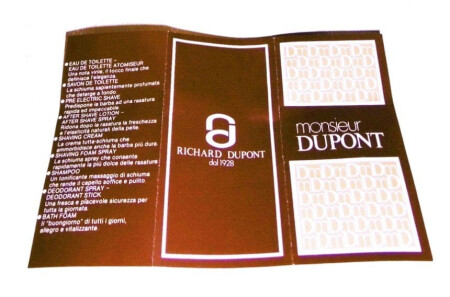 EAU DE TOILETTE –
EAU DE TOILETTE ATOMISEUR
Una nota virile, il tocco finale che
definisce l'eleganza.
SAVON DE TOILETTE
La schiuma sapientemente profumata
che deterge a fondo.
PRE ELECTRIC SHAVE
Predispone la barba ad una rasatura
rapida ed impeccabile.
AFTER SHAVE LOTION –
AFTER SHAVE SPRAY
Ridona dopo la rasatura la freschezza
e l'elasticità naturali della pelle.
SHAVING CREAM
La crema tutta-schiuma che
ammorbidisce anche la barba più dura.
SHAVING FOAM SPRAY
La schiuma spray che consente
rapidamente la più dolce delle rasature.
SHAMPOO
Un tonificante massaggio di schiuma
che rende il capello soffice e pulito.
DEODORANT SPRAY –
DEODORANT STICK
Una fresca e piacevole sicurezza per
tutta la giornata.
BATH FOAM
Il "buongiorno" di tutti i giorni,
allegro e vitalizzante.
RICHARD DUPONT
dal 1928
monsieur
DUPONT